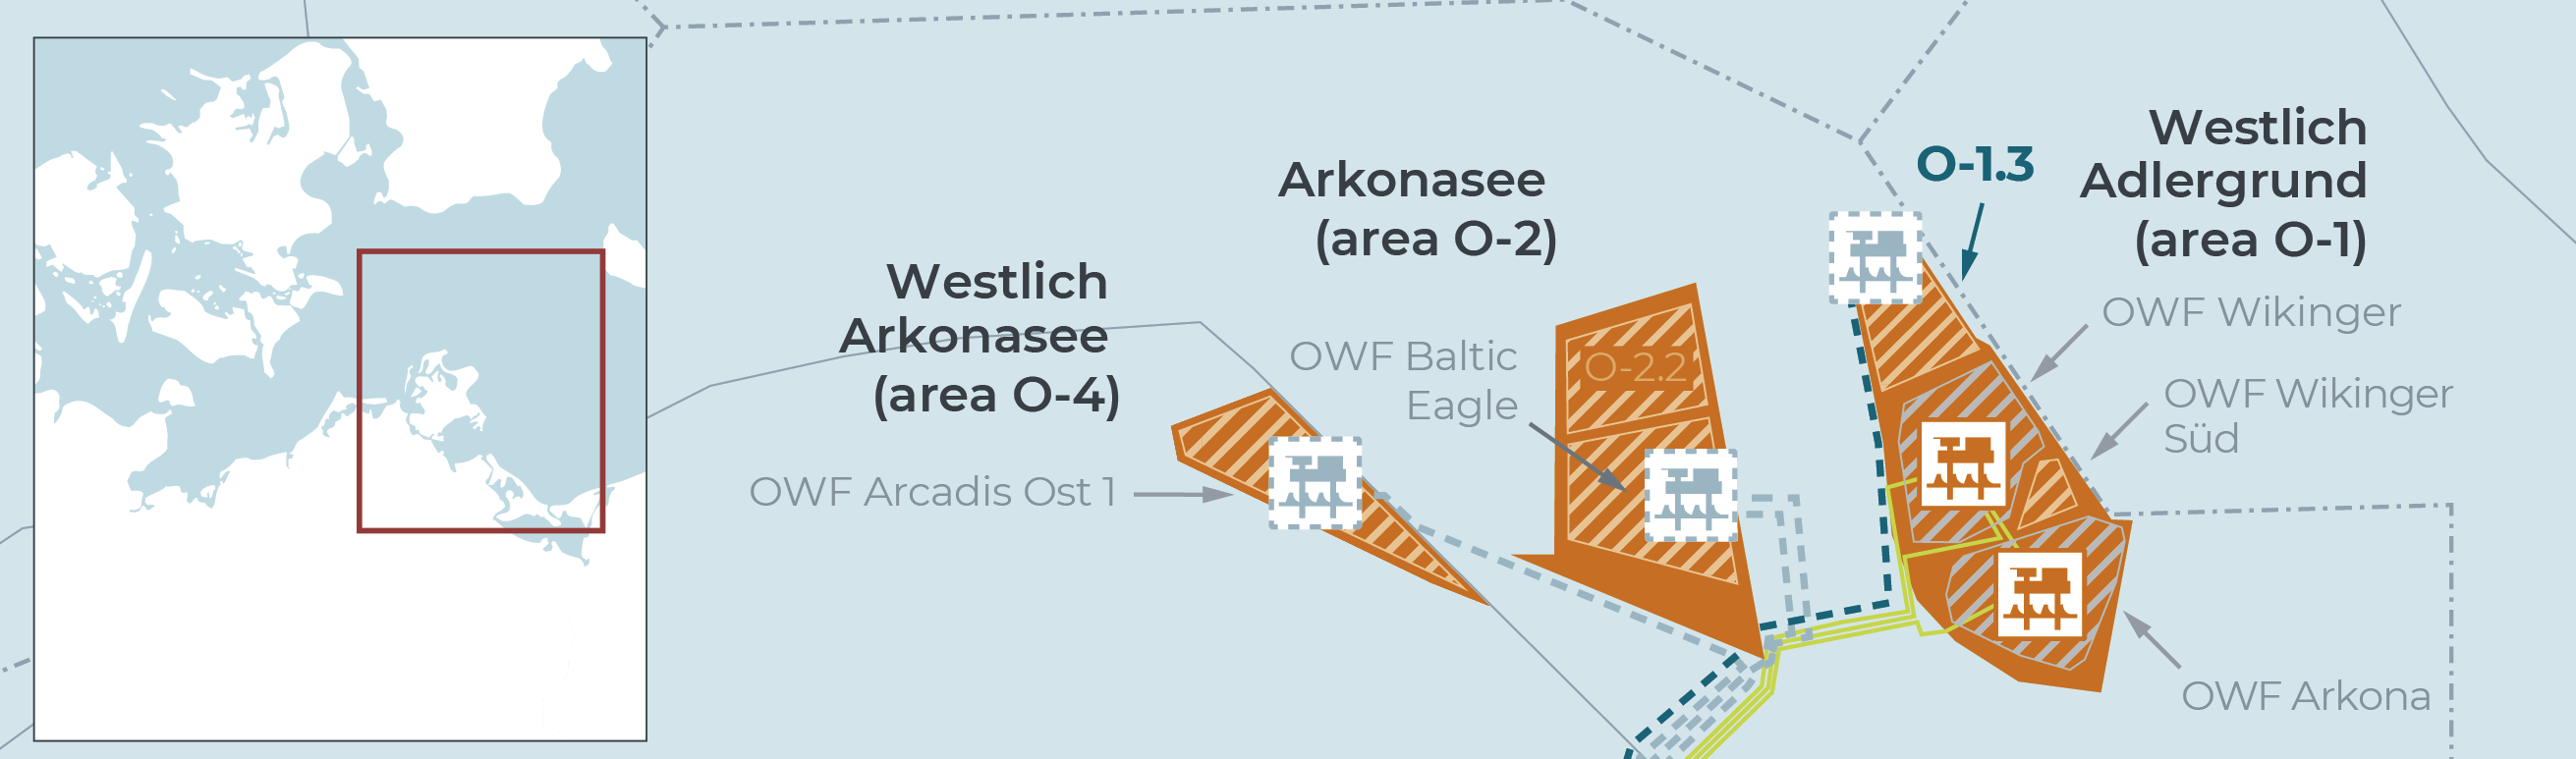 Westlich
Arkonasee
(area O-4)
OWF Arcadis Ost 1
Arkonasee
(area O-2)
OWF Baltic
Eagle
O-2.2
O-1.3
Westlich
Adlergrund
(area O-1)
OWF Wikinger
OWF Wikinger
Süd
OWF Arkona